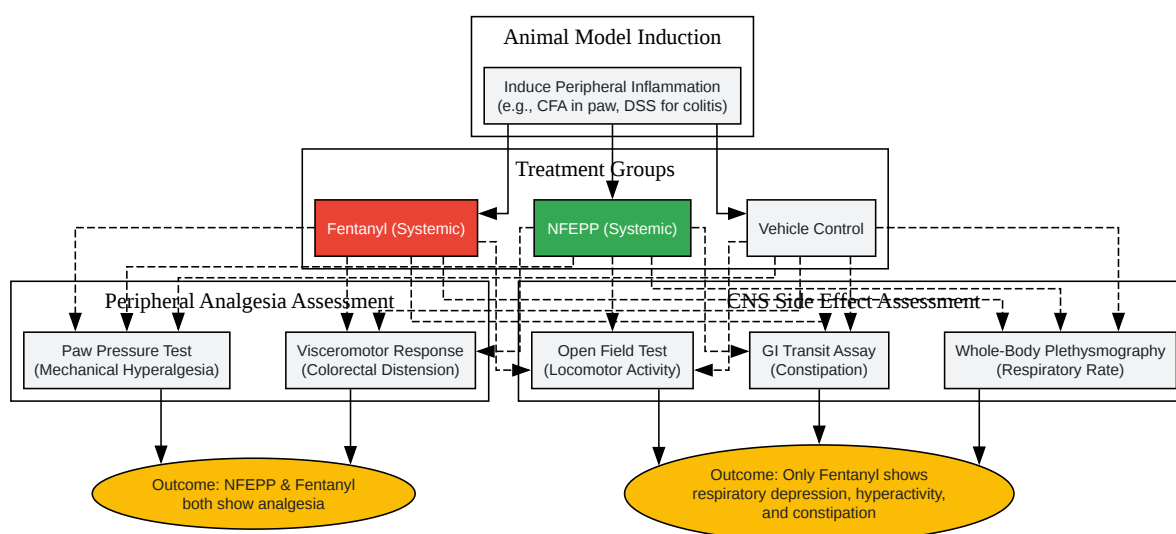 Animal Model Induction
Induce Peripheral Inflammation
(e.g., CFA in paw, DSS for colitis)
Treatment Groups
Fentanyl (Systemic)
NFEPP (Systemic)
Vehicle Control
Peripheral Analgesia Assessment
CNS Side Effect Assessment
Paw Pressure Test
(Mechanical Hyperalgesia)
Visceromotor Response
(Colorectal Distension)
Open Field Test
(Locomotor Activity)
GI Transit Assay
(Constipation)
Whole-Body Plethysmography
(Respiratory Rate)
Outcome: NFEPP & Fentanyl
both show analgesia
Outcome: Only Fentanyl shows
respiratory depression, hyperactivity,
and constipation